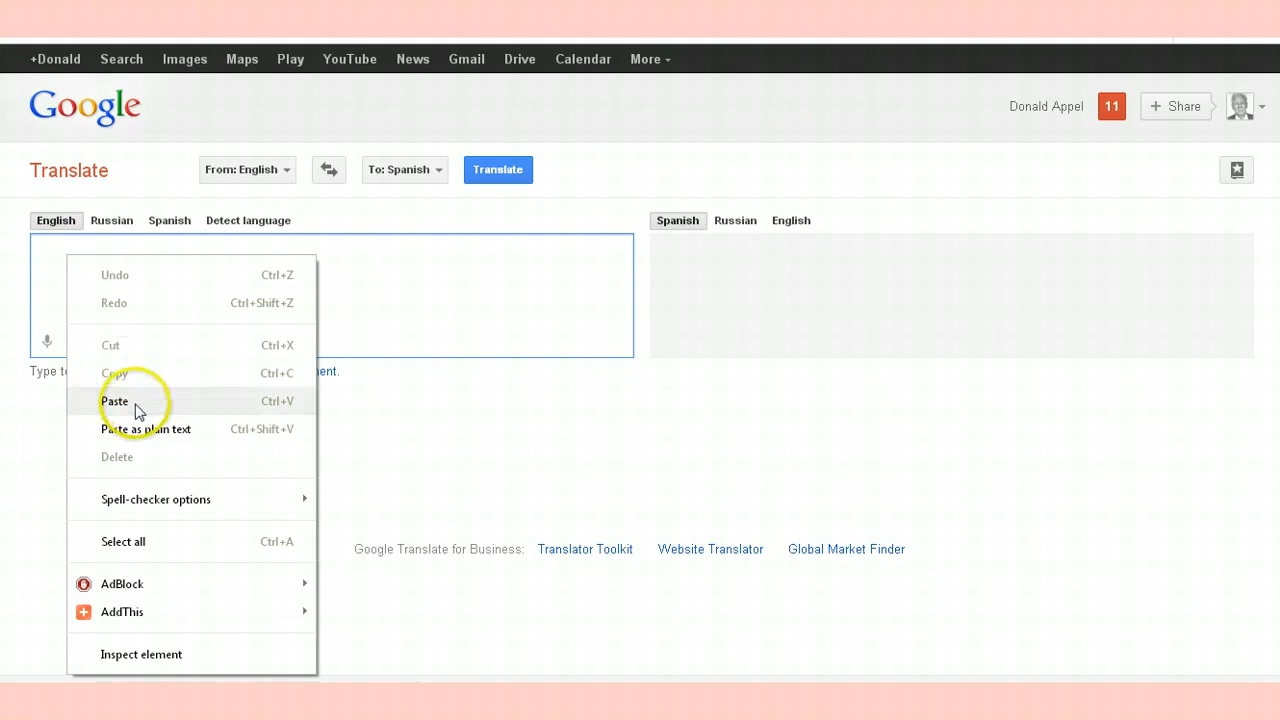 +Donald Search Images Maps Play YouTube News Gmail Drive Calendar More
Google
Donald Appel 11 + Share
Translate From: English To: Spanish Translate
English Russian Spanish Detect language
Spanish Russian English
Undo Ctrl+Z
Redo Ctrl+Shift+Z
Cut Ctrl+X
Type
Copy Ctrl+C
Paste Ctrl+V
Paste as plain text Ctrl+Shift+V
Delete
Spell-checker options
Select all Ctrl+A
Google Translate for Business: Translator Toolkit Website Translator Global Market Finder
AdBlock
AddThis
Inspect element